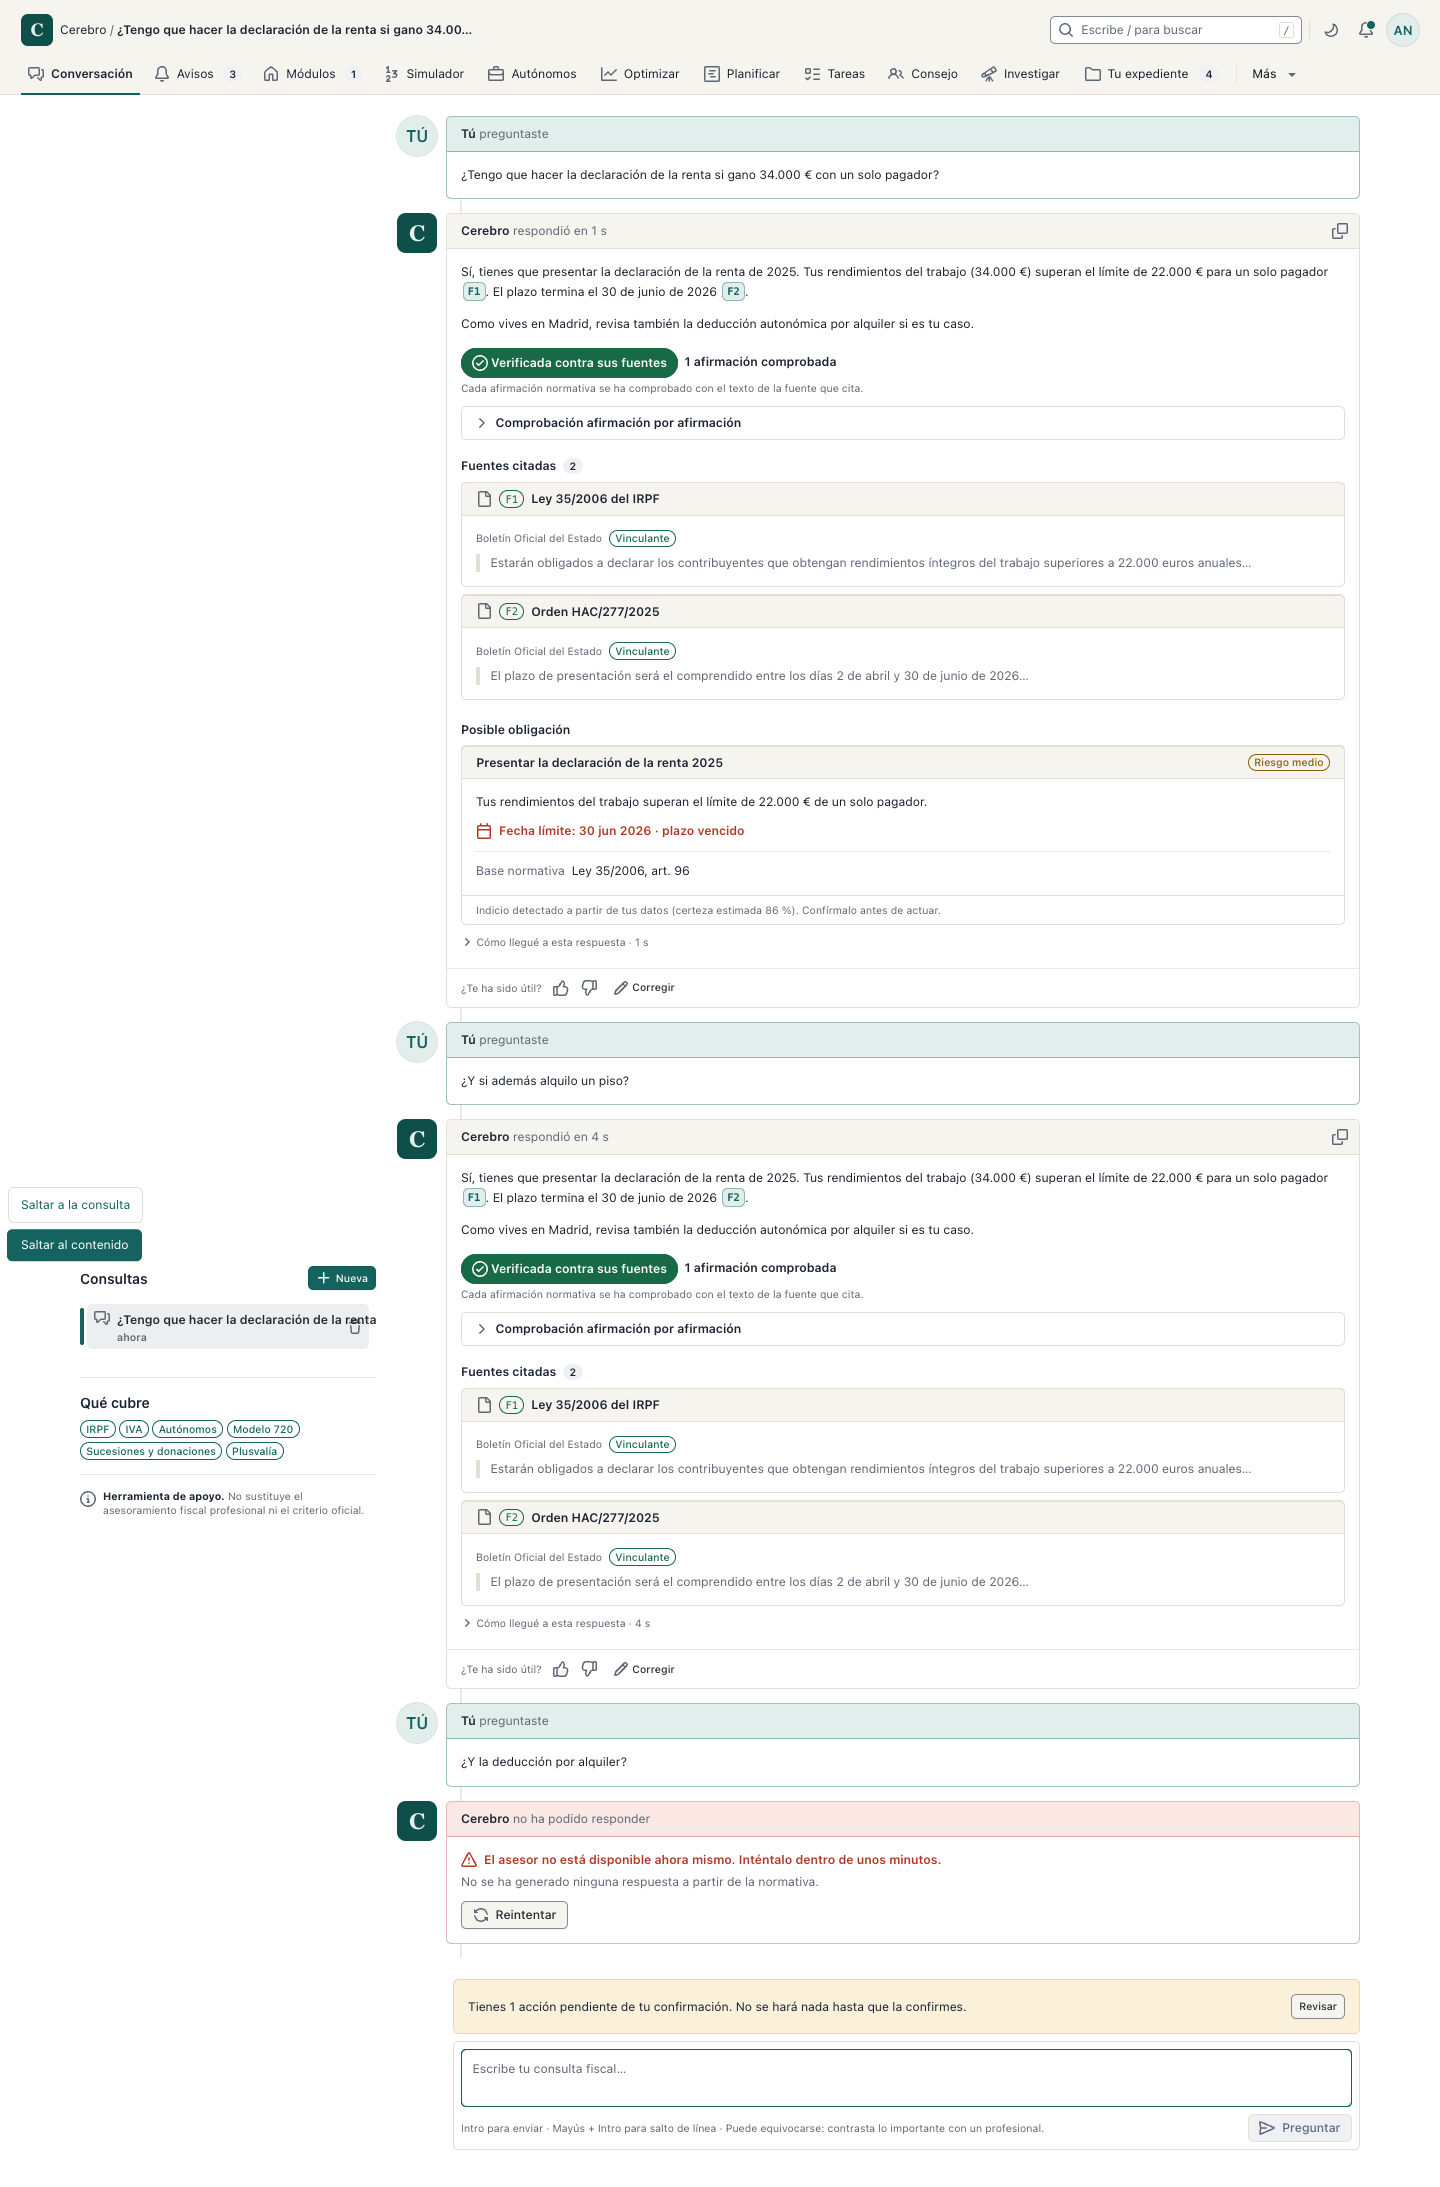 C Cerebro / ¿Tengo que hacer la declaración de la renta si gano 34.00...
Escribe / para buscar /
AN
Conversación
Avisos 3
Módulos 1
Simulador
Autónomos
Optimizar
Planificar
Tareas
Consejo
Investigar
Tu expediente 4
Más
TÚ
Tú preguntaste
¿Tengo que hacer la declaración de la renta si gano 34.000 € con un solo pagador?
C
Cerebro respondió en 1 s
Sí, tienes que presentar la declaración de la renta de 2025. Tus rendimientos del trabajo (34.000 €) superan el límite de 22.000 € para un solo pagador
F1. El plazo termina el 30 de junio de 2026 F2.
Como vives en Madrid, revisa también la deducción autonómica por alquiler si es tu caso.
Verificada contra sus fuentes 1 afirmación comprobada
Cada afirmación normativa se ha comprobado con el texto de la fuente que cita.
Comprobación afirmación por afirmación
Fuentes citadas 2
F1 Ley 35/2006 del IRPF
Boletín Oficial del Estado Vinculante
Estarán obligados a declarar los contribuyentes que obtengan rendimientos íntegros del trabajo superiores a 22.000 euros anuales...
F2 Orden HAC/277/2025
Boletín Oficial del Estado Vinculante
El plazo de presentación será el comprendido entre los días 2 de abril y 30 de junio de 2026...
Posible obligación
Presentar la declaración de la renta 2025 Riesgo medio
Tus rendimientos del trabajo superan el límite de 22.000 € de un solo pagador.
Fecha límite: 30 jun 2026 · plazo vencido
Base normativa Ley 35/2006, art. 96
Indicio detectado a partir de tus datos (certeza estimada 86 %). Confírmalo antes de actuar.
Cómo llegué a esta respuesta · 1 s
¿Te ha sido útil? Corregir
TÚ
Tú preguntaste
¿Y si además alquilo un piso?
C
Cerebro respondió en 4 s
Sí, tienes que presentar la declaración de la renta de 2025. Tus rendimientos del trabajo (34.000 €) superan el límite de 22.000 € para un solo pagador
F1. El plazo termina el 30 de junio de 2026 F2.
Como vives en Madrid, revisa también la deducción autonómica por alquiler si es tu caso.
Verificada contra sus fuentes 1 afirmación comprobada
Cada afirmación normativa se ha comprobado con el texto de la fuente que cita.
Comprobación afirmación por afirmación
Fuentes citadas 2
F1 Ley 35/2006 del IRPF
Boletín Oficial del Estado Vinculante
Estarán obligados a declarar los contribuyentes que obtengan rendimientos íntegros del trabajo superiores a 22.000 euros anuales...
F2 Orden HAC/277/2025
Boletín Oficial del Estado Vinculante
El plazo de presentación será el comprendido entre los días 2 de abril y 30 de junio de 2026...
Cómo llegué a esta respuesta · 4 s
¿Te ha sido útil? Corregir
Saltar a la consulta
Saltar al contenido
Consultas
Nueva
¿Tengo que hacer la declaración de la renta
ahora
Qué cubre
IRPF IVA Autónomos Modelo 720
Sucesiones y donaciones Plusvalía
Herramienta de apoyo. No sustituye el
asesoramiento fiscal profesional ni el criterio oficial.
TÚ
Tú preguntaste
¿Y la deducción por alquiler?
C
Cerebro no ha podido responder
El asesor no está disponible ahora mismo. Inténtalo dentro de unos minutos.
No se ha generado ninguna respuesta a partir de la normativa.
Reintentar
Tienes 1 acción pendiente de tu confirmación. No se hará nada hasta que la confirmes.
Revisar
Escribe tu consulta fiscal...
Intro para enviar · Mayús + Intro para salto de línea · Puede equivocarse: contrasta lo importante con un profesional.
Preguntar